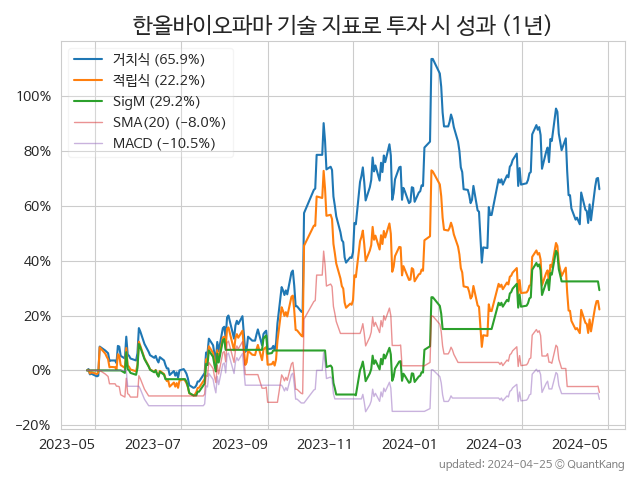 한올바이오파마 기술 지표로 투자 시 성과 (1년)
거치식 (65.9%)
적립식 (22.2%)
SigM (29.2%)
SMA(20) (−8.0%)
MACD (−10.5%)
100%
80%
60%
40%
20%
0%
−20%
2023-05 2023-07 2023-09 2023-11 2024-01 2024-03 2024-05
updated: 2024-04-25 © QuantKang